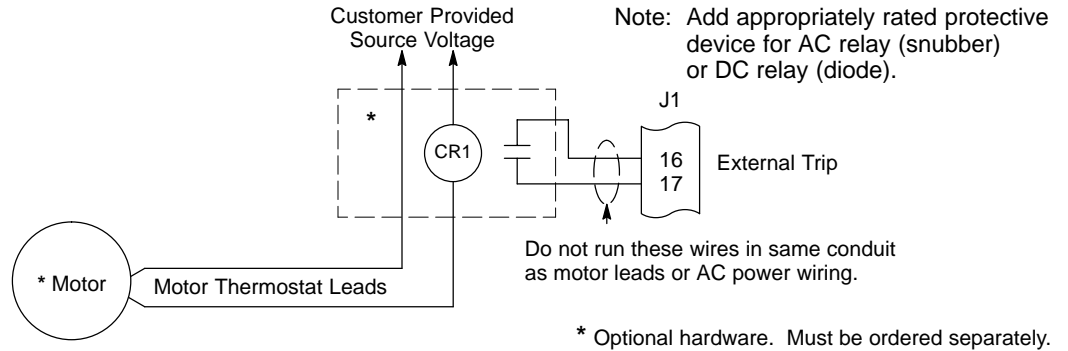 Customer Provided
Source Voltage
Note: Add appropriately rated protective
device for AC relay (snubber)
or DC relay (diode).
J1
*
CR1
16
17
External Trip
Do not run these wires in same conduit
as motor leads or AC power wiring.
* Motor
Motor Thermostat Leads
* Optional hardware. Must be ordered separately.